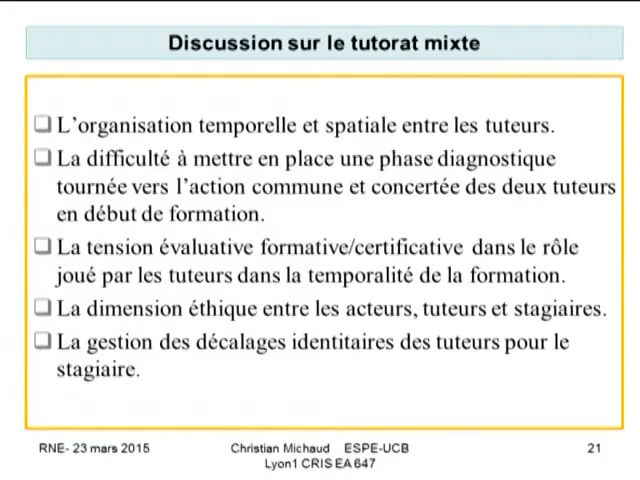 Discussion sur le tutorat mixte
❑ L'organisation temporelle et spatiale entre les tuteurs.
❑ La difficulté à mettre en place une phase diagnostique
tournée vers l'action commune et concertée des deux tuteurs
en début de formation.
❑ La tension évaluative formative/certificative dans le rôle
joué par les tuteurs dans la temporalité de la formation.
❑ La dimension éthique entre les acteurs, tuteurs et stagiaires.
❑ La gestion des décalages identitaires des tuteurs pour le
stagiaire.
RNE- 23 mars 2015 Christian Michaud ESPE-UCB 21
Lyon1 CRIS EA 647